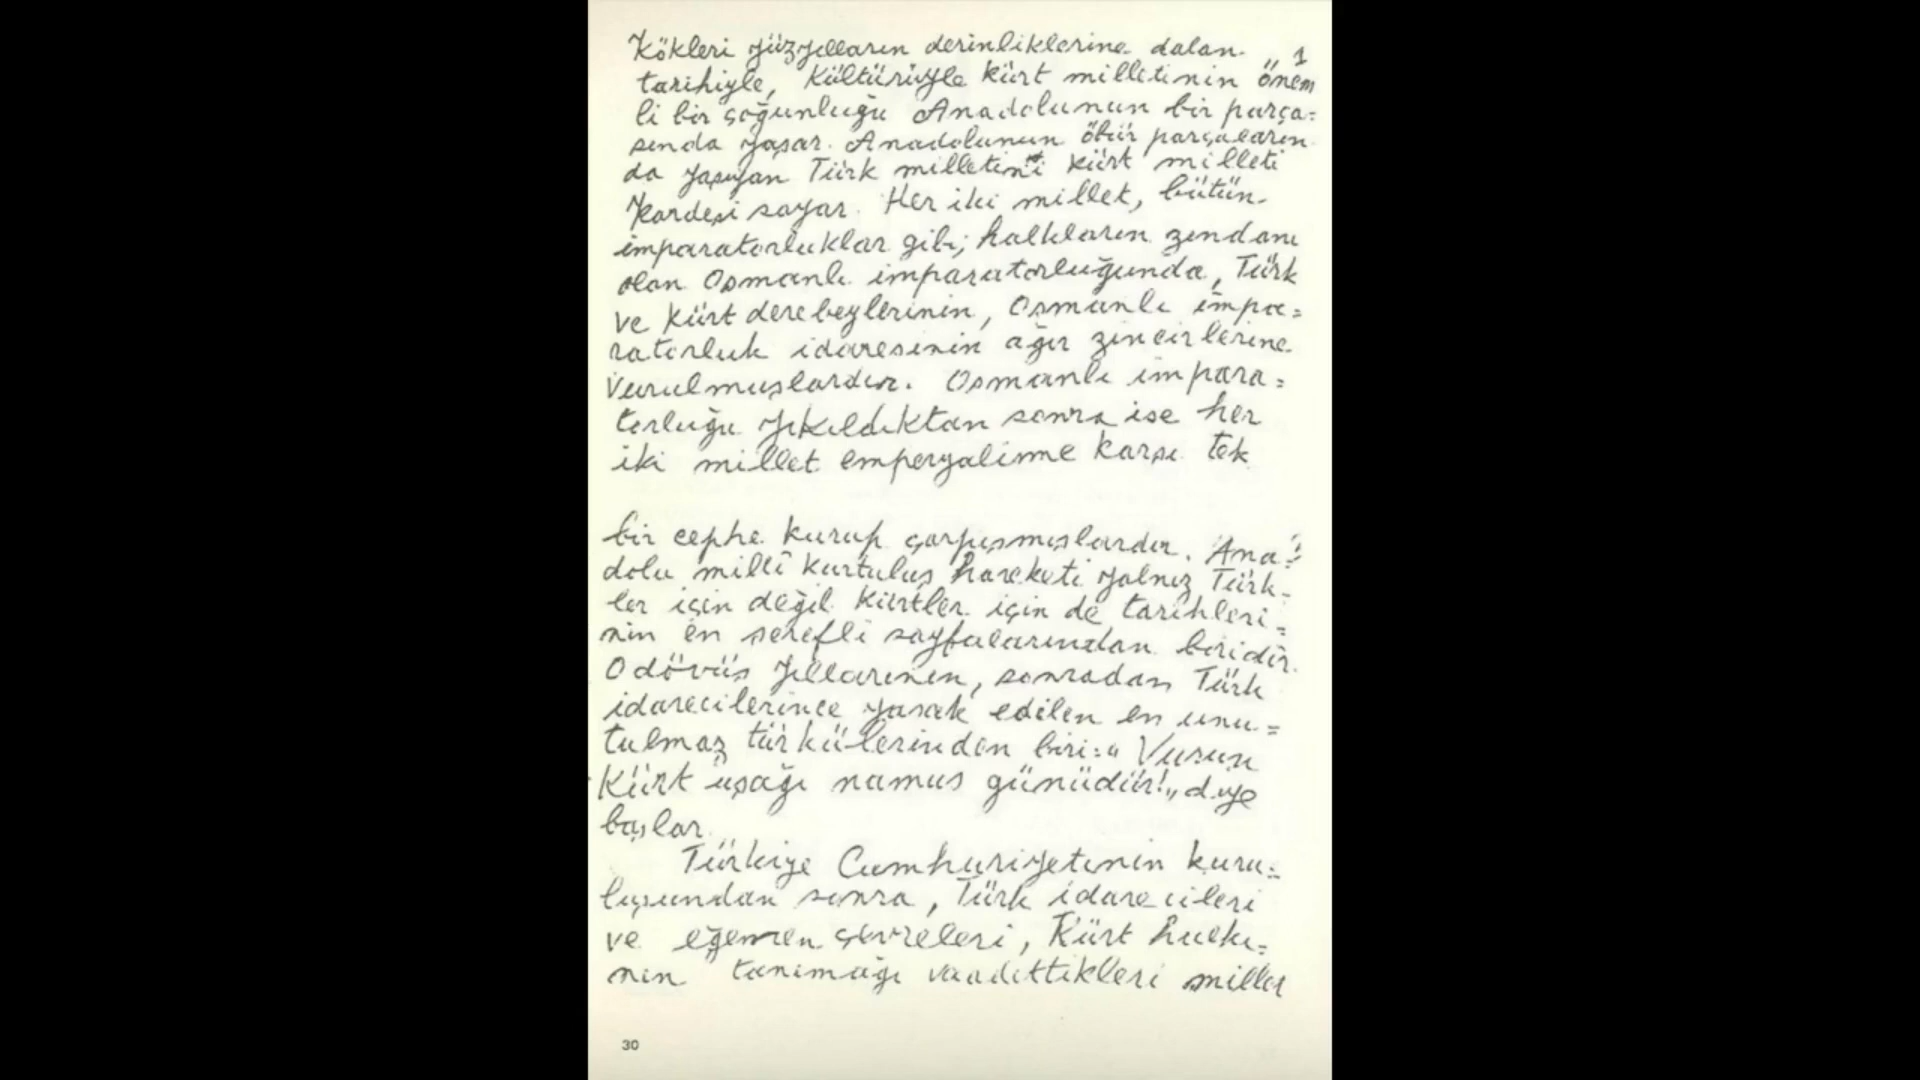 Kökleri yüzyılların derinliklerine dalan 1
tarihiyle, kültürüyle kürt milletinin önem
li bir çoğunluğu Anadolunun bir parça=
sında yaşar. Anadolunun öbür parçaların
da yaşayan Türk milletini kürt milleti
kardeşi sayar. Her iki millet, bütün
imparatorluklar gibi, halkların zındanı
olan Osmanlı imparatorluğunda, Türk
ve kürt derebeylerinin, Osmanlı impa=
ratorluk idaresinin ağır zincirlerine
vurulmuşlardır. Osmanlı impara=
torluğu yıkıldıktan sonra ise her
iki millet emperyalizme karşı tek
bir cephe kurup çarpışmışlardır. Ana=
dolu millî kurtuluş hareketi yalnız Türk-
ler için değil kürtler için de tarihleri=
nin en şerefli sayfalarından biridir.
O dövüş yıllarının, sonradan Türk
idarecilerince yasak edilen en unu=
tulmaz türkülerinden biri: "Vurun
Kürt uşağı namus günüdür!" diye
başlar
Türkiye Cumhuriyetinin kuru=
luşundan sonra, Türk idarecileri
ve eğemen çevreleri, Kürt halkı=
nın tanımağı vaadettikleri millî
30